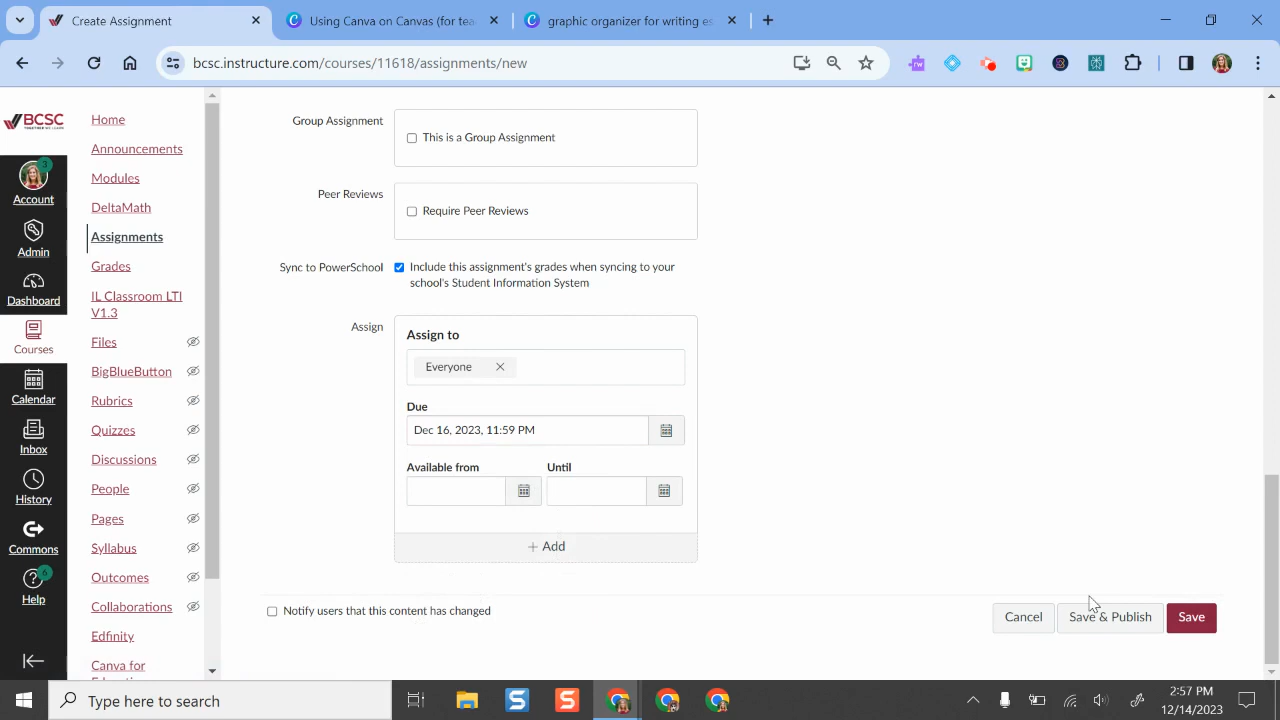 Create Assignment
Using Canva on Canvas (for tea
graphic organizer for writing es
bcsc.instructure.com/courses/11618/assignments/new
BCSC
TOGETHER WE LEARN
3
Account
Admin
Dashboard
Courses
Calendar
Inbox
History
Commons
6
Help
Home
Announcements
Modules
DeltaMath
Assignments
Grades
IL Classroom LTI
V1.3
Files
BigBlueButton
Rubrics
Quizzes
Discussions
People
Pages
Syllabus
Outcomes
Collaborations
Edfinity
Canva for
Group Assignment
This is a Group Assignment
Peer Reviews
Require Peer Reviews
Sync to PowerSchool
Include this assignment's grades when syncing to your
school's Student Information System
Assign
Assign to
Everyone
Due
Dec 16, 2023, 11:59 PM
Available from Until
+ Add
Notify users that this content has changed
Cancel Save & Publish Save
Type here to search
2:57 PM
12/14/2023